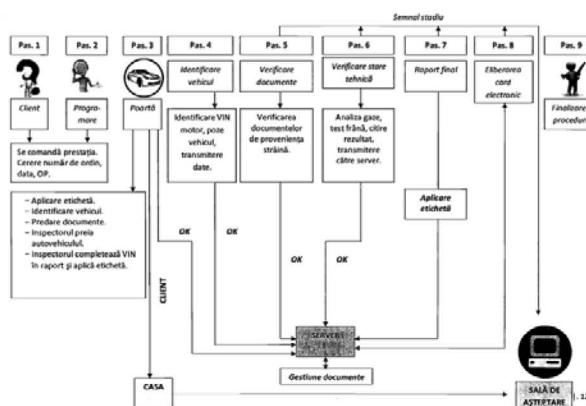 Semnal stadiu
Pas. 1
Pas. 2
Pas. 3
Pas. 4
Pas. 5
Pas. 6
Pas. 7
Pas. 8
Pas. 9
Client
Progra-
mare
Poartă
Identificare
vehicul
Verificare
documente
Verificare stare
tehnică
Raport final
Eliberarea
card
electronic
Finalizare
procedură
Se comandă prestația.
Cerere număr de ordin,
data, OP.
Identificare VIN
motor, poze
vehicul,
transmitere
date.
Verificarea
documentelor
de proveniența
străină.
Analiza gaze,
test frână, citire
rezultat,
transmitere
către server.
Aplicare
etichetă
– Aplicare etichetă.
– Identificare vehicul.
– Predare documente.
– Inspectorul preia
autovehiculul.
– Inspectorul completează VIN
în raport și aplică etichetă.
OK
OK
OK
OK
CLIENT
SERVER
Gestiune documente
CASA
SALĂ DE
AȘTEPTARE